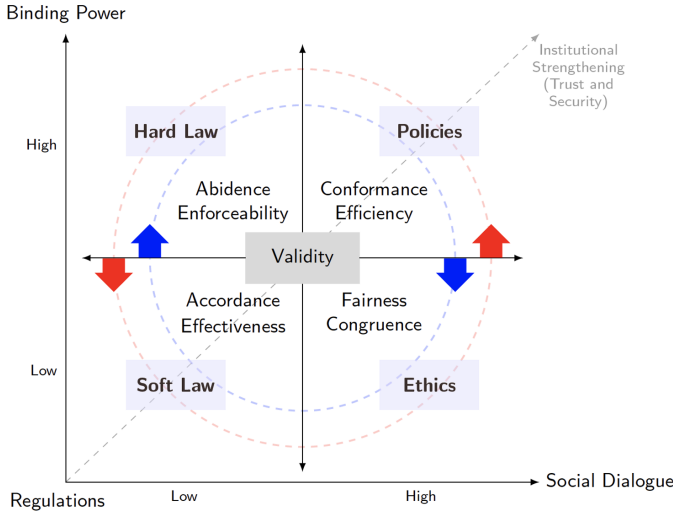 Binding Power
Institutional
Strengthening
(Trust and
Security)
High
Hard Law
Policies
Abidence
Enforceability
Conformance
Efficiency
Validity
Accordance
Effectiveness
Fairness
Congruence
Low
Soft Law
Ethics
Regulations
Low
High
Social Dialogue